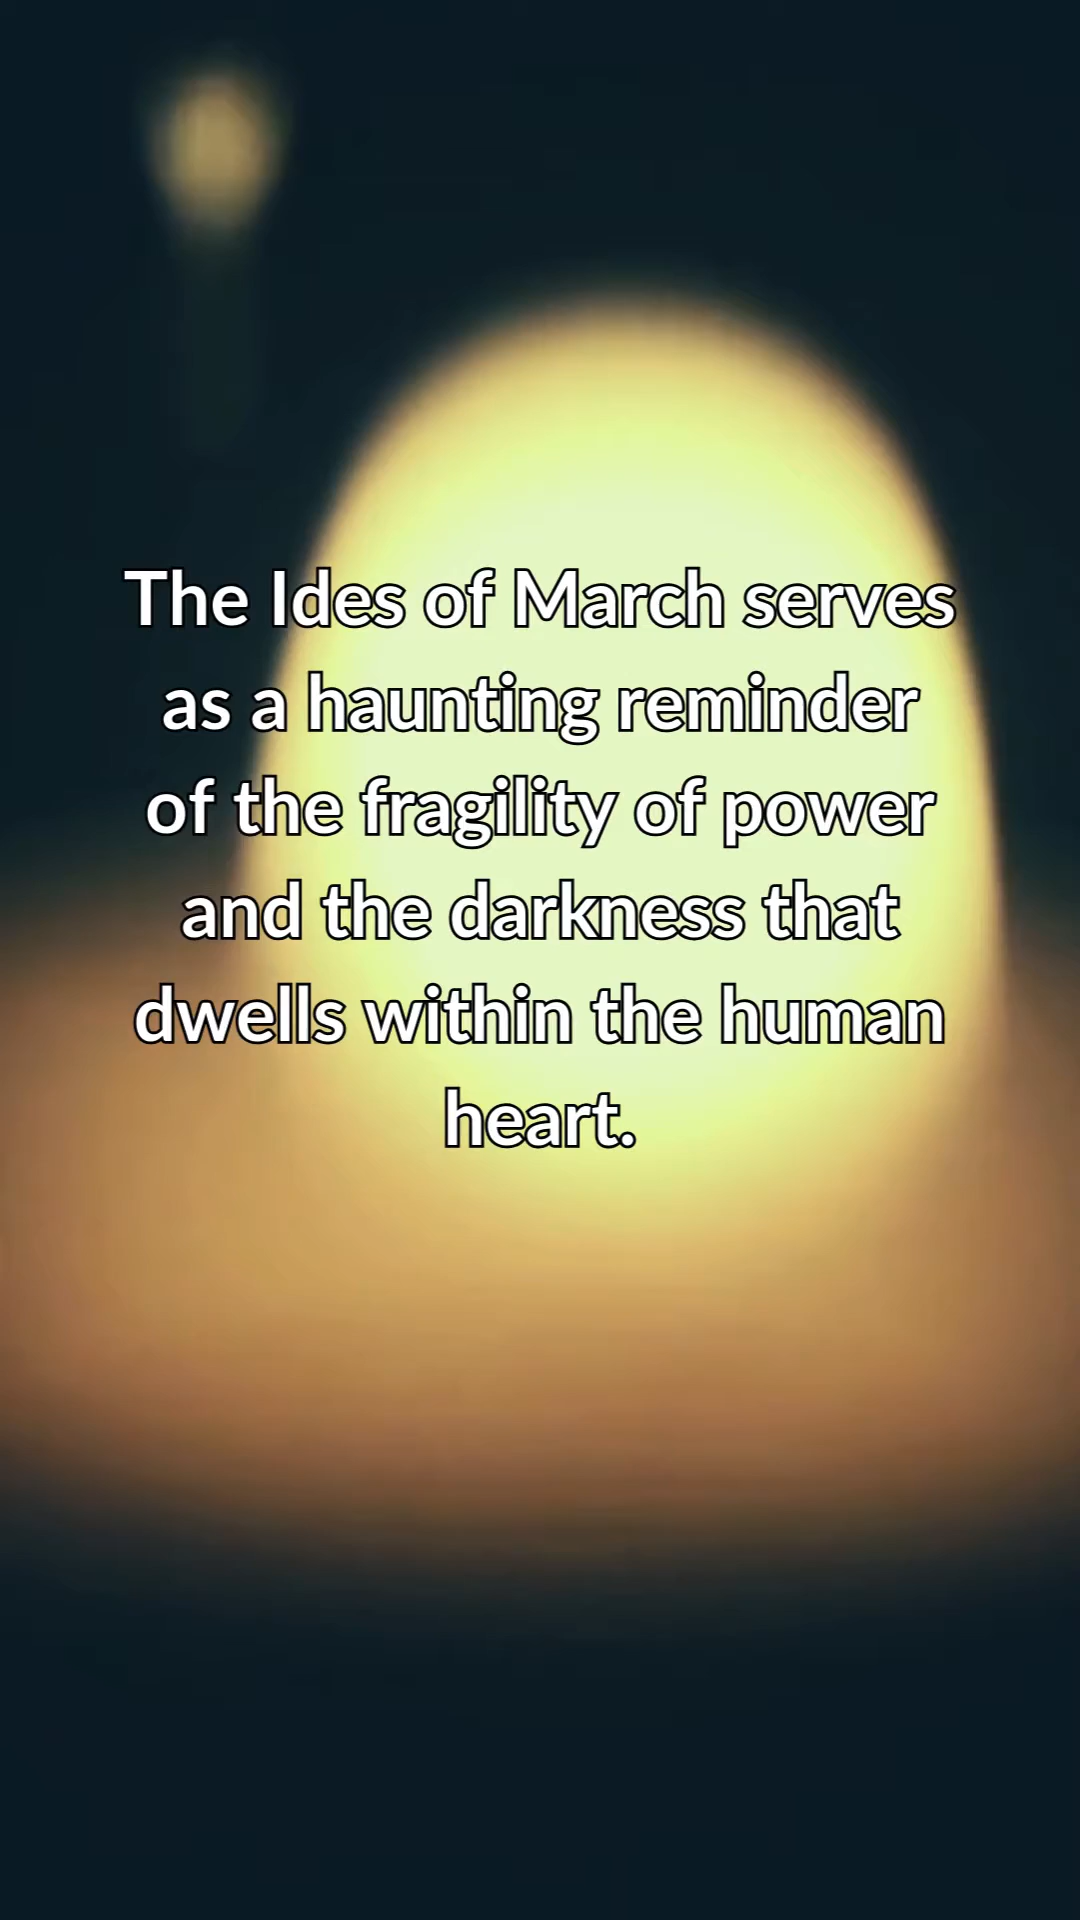 The Ides of March serves
as a haunting reminder
of the fragility of power
and the darkness that
dwells within the human
heart.